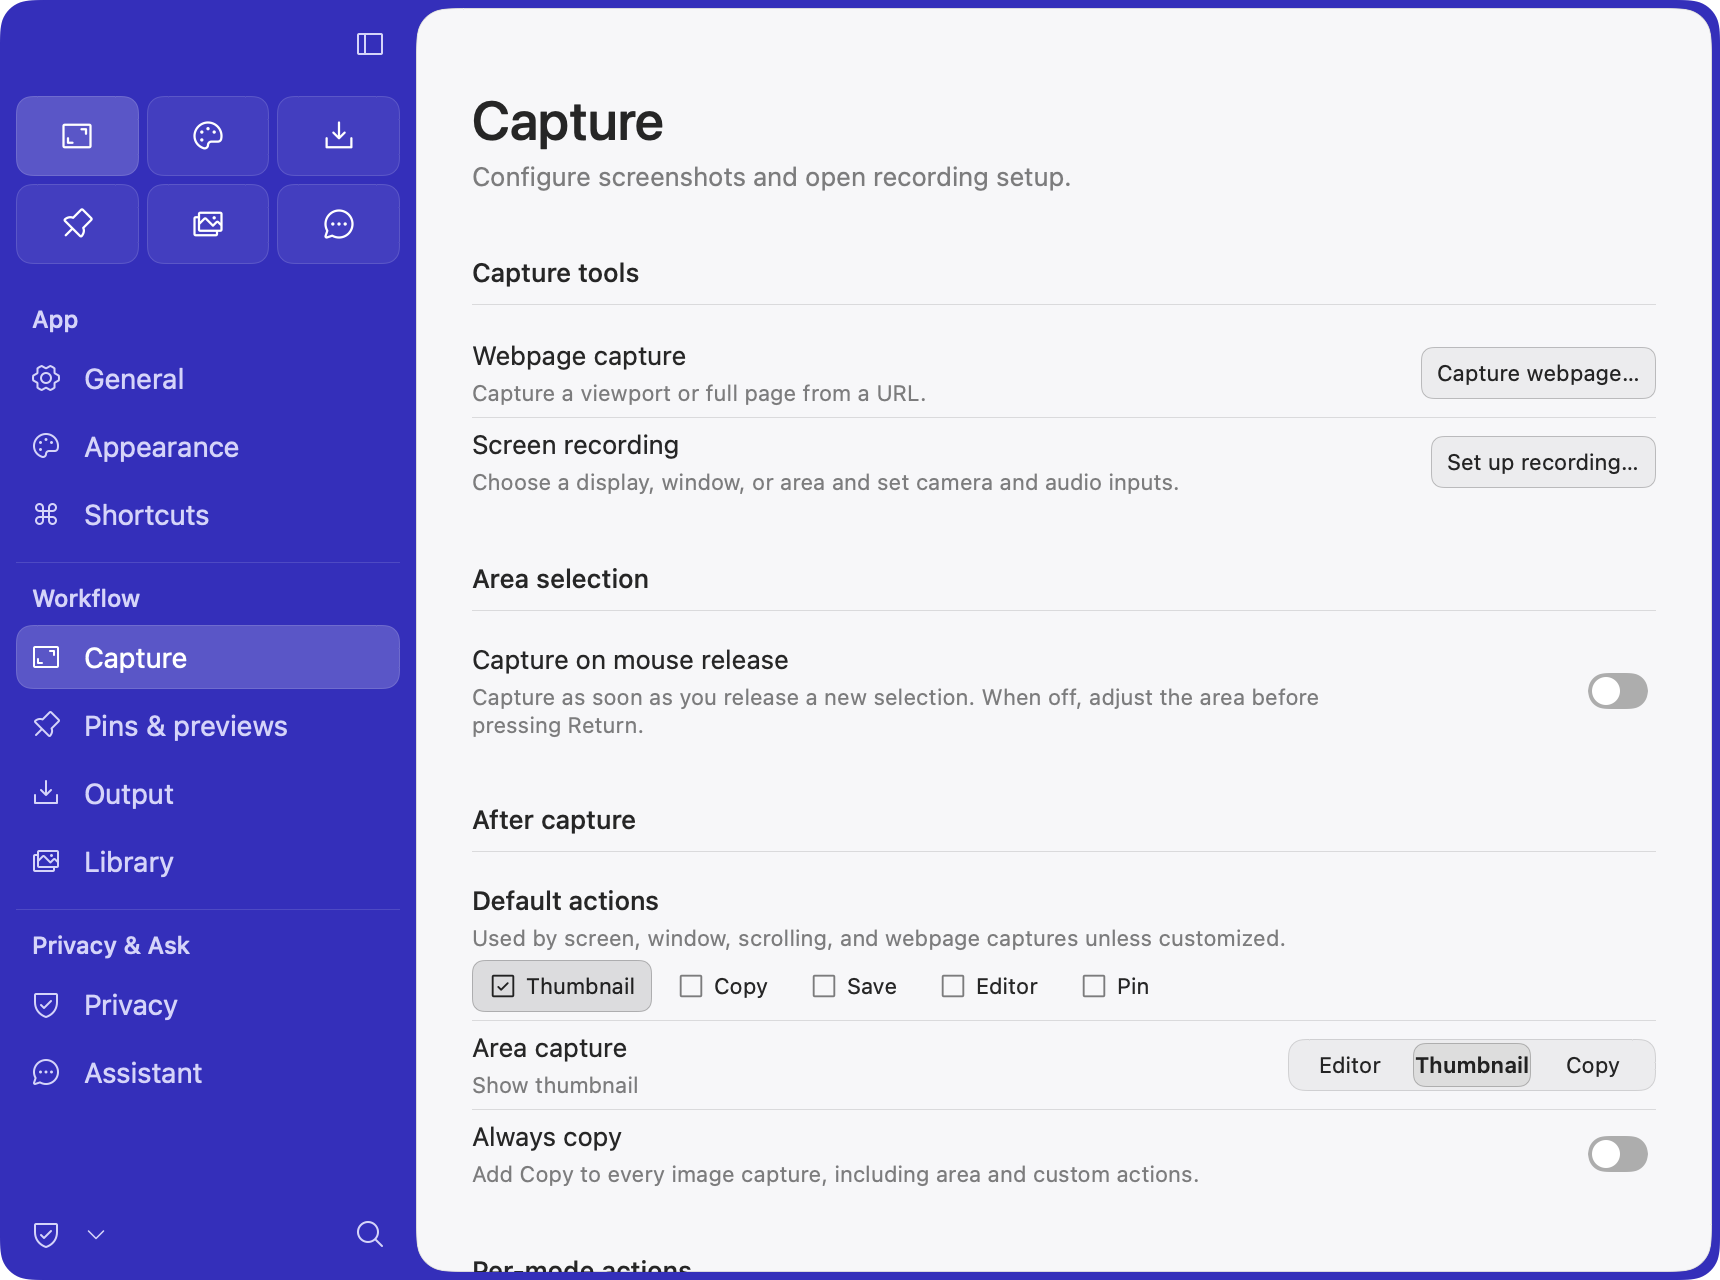 App
General
Appearance
Shortcuts
Workflow
Capture
Pins & previews
Output
Library
Privacy & Ask
Privacy
Assistant
Capture
Configure screenshots and open recording setup.
Capture tools
Webpage capture
Capture a viewport or full page from a URL.
Capture webpage...
Screen recording
Choose a display, window, or area and set camera and audio inputs.
Set up recording...
Area selection
Capture on mouse release
Capture as soon as you release a new selection. When off, adjust the area before
pressing Return.
After capture
Default actions
Used by screen, window, scrolling, and webpage captures unless customized.
Thumbnail Copy Save Editor Pin
Area capture
Show thumbnail
Editor Thumbnail Copy
Always copy
Add Copy to every image capture, including area and custom actions.
Per-mode actions